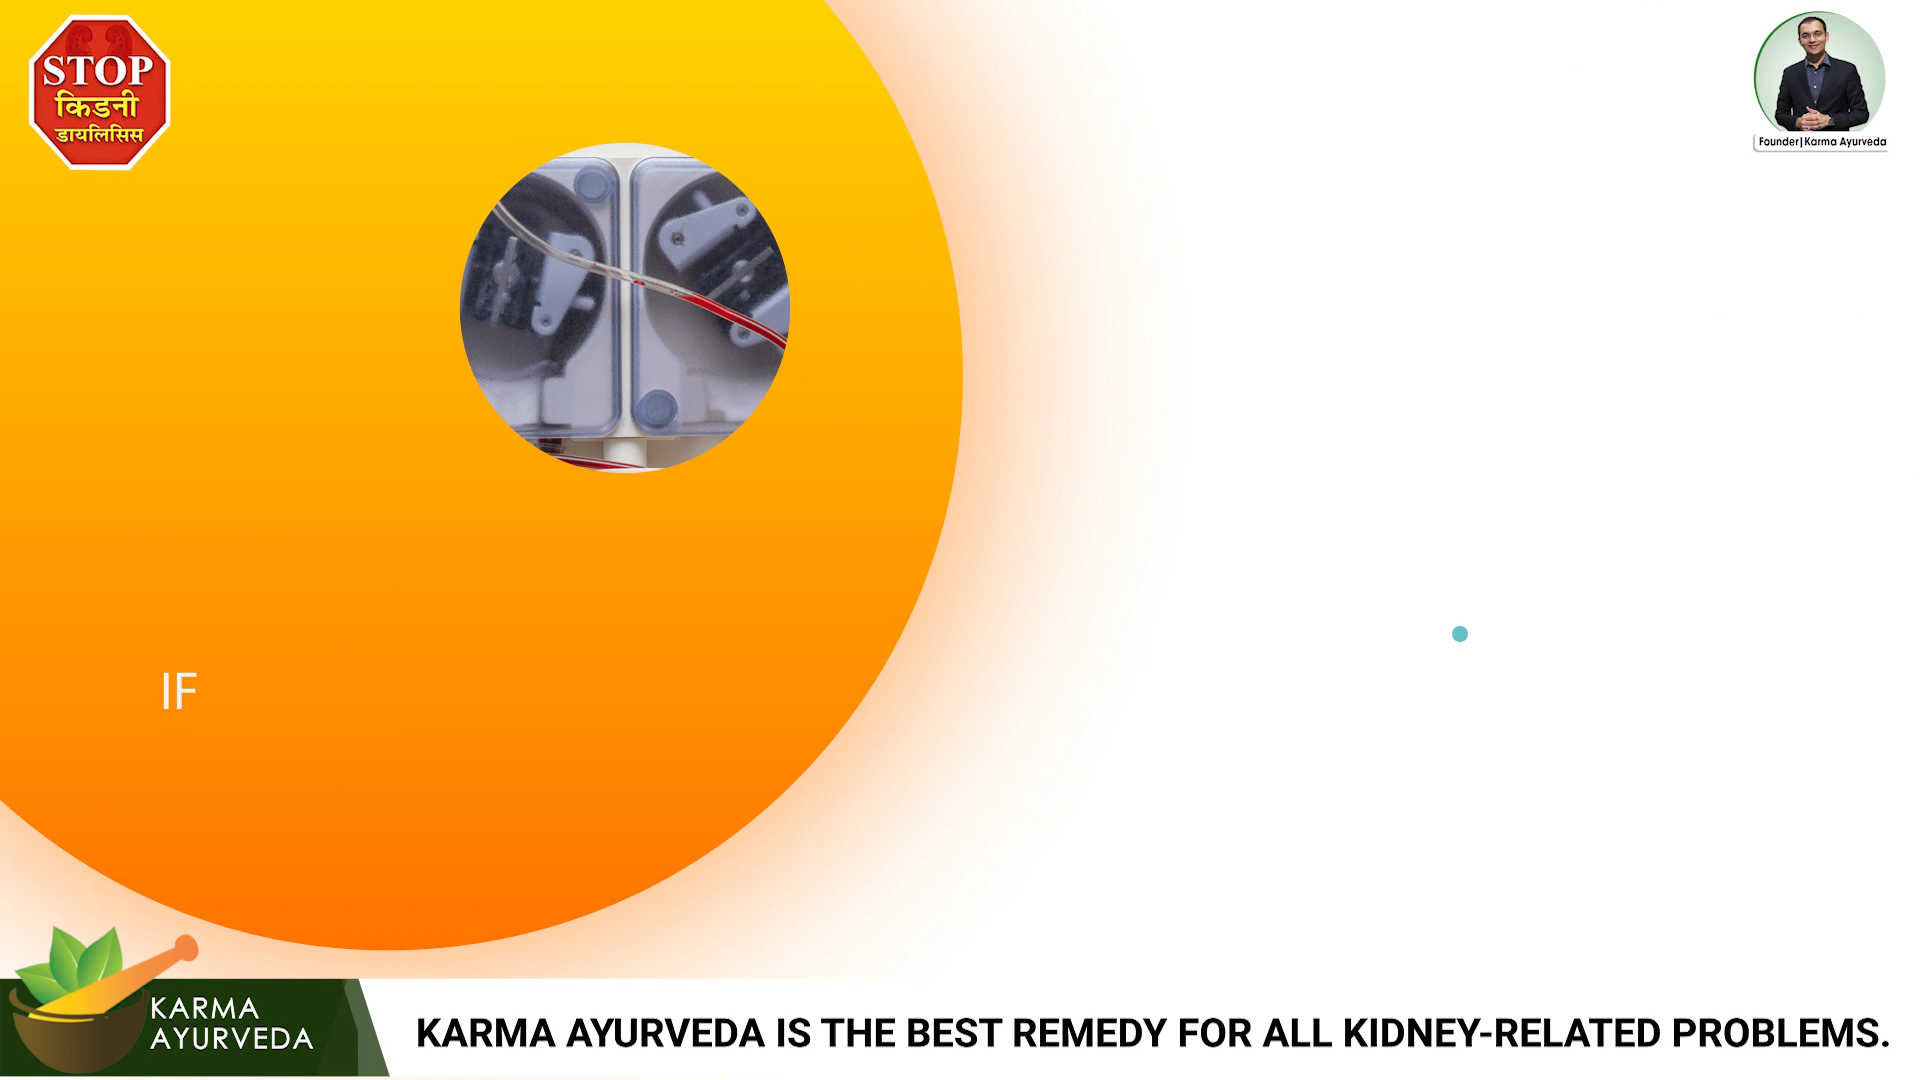 STOP
किडनी
डायलिसिस
Founder|Karma Ayurveda
IF
KARMA
AYURVEDA
KARMA AYURVEDA IS THE BEST REMEDY FOR ALL KIDNEY-RELATED PROBLEMS.